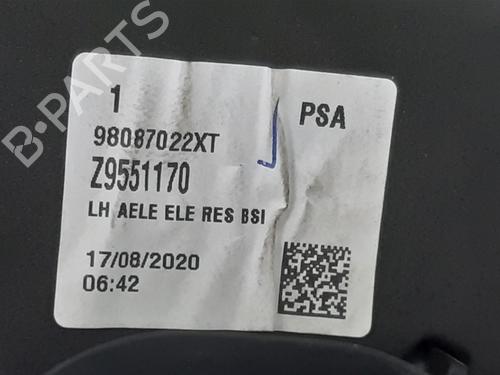 1
PSA
98087022XT
Z9551170
LH AELE ELE RES BSI
17/08/2020
06:42
B-PARTS